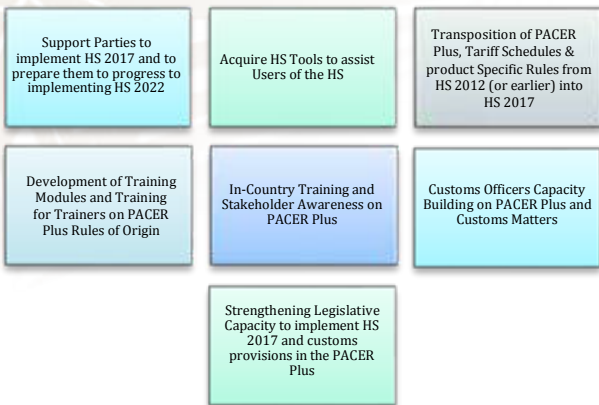 Support Parties to
implement HS 2017 and to
prepare them to progress to
implementing HS 2022
Acquire HS Tools to assist
Users of the HS
Transposition of PACER
Plus, Tariff Schedules &
product Specific Rules from
HS 2012 (or earlier) into
HS 2017
Development of Training
Modules and Training
for Trainers on PACER
Plus Rules of Origin
In-Country Training and
Stakeholder Awareness on
PACER Plus
Customs Officers Capacity
Building on PACER Plus and
Customs Matters
Strengthening Legislative
Capacity to implement HS
2017 and customs
provisions in the PACER
Plus